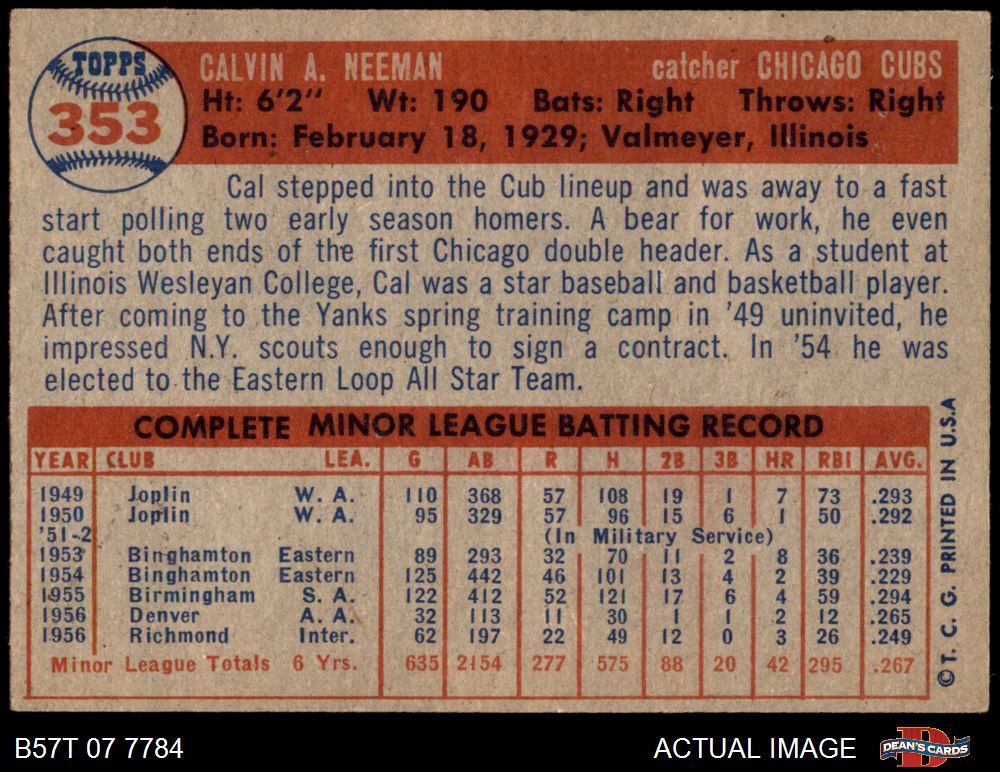 TOPPS
353
CALVIN A. NEEMAN catcher CHICAGO CUBS
Ht: 6'2" Wt: 190 Bats: Right Throws: Right
Born: February 18, 1929; Valmeyer, Illinois
Cal stepped into the Cub lineup and was away to a fast
start polling two early season homers. A bear for work, he even
caught both ends of the first Chicago double header. As a student at
Illinois Wesleyan College, Cal was a star baseball and basketball player.
After coming to the Yanks spring training camp in '49 uninvited, he
impressed N.Y. scouts enough to sign a contract. In '54 he was
elected to the Eastern Loop All Star Team.
COMPLETE MINOR LEAGUE BATTING RECORD
YEAR CLUB LEA. G AB R H 2B 3B HR RBI AVG.
1949 Joplin W. A. 110 368 57 108 19 1 7 73 .293
1950 Joplin W. A. 95 329 57 96 15 6 1 50 .292
'51-2 (In Military Service)
1953 Binghamton Eastern 89 293 32 70 11 2 8 36 .239
1954 Binghamton Eastern 125 442 46 101 13 4 2 39 .229
1955 Birmingham S. A. 122 412 52 121 17 6 4 59 .294
1956 Denver A. A. 32 113 11 30 1 1 2 12 .265
1956 Richmond Inter. 62 197 22 49 12 0 3 26 .249
Minor League Totals 6 Yrs. 635 2154 277 575 88 20 42 295 .267
© T. C. G. PRINTED IN U.S.A
B57T 07 7784 ACTUAL IMAGE
DEAN'S CARDS